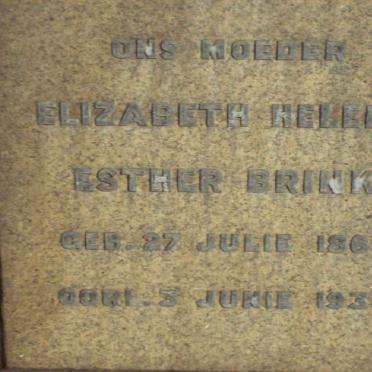 ONS MOEDER
ELIZABETH
ESTHER BRINK
GEB. 27 JULIE
OORL. 3 JUNIE